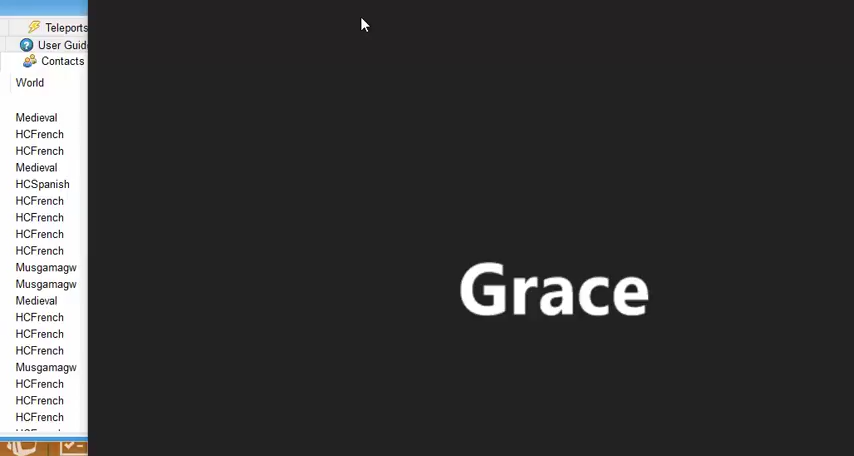 Teleports
User Guid
Contacts
World
Medieval
HCFrench
HCFrench
Medieval
HCSpanish
HCFrench
HCFrench
HCFrench
HCFrench
Musgamagw
Musgamagw
Medieval
HCFrench
HCFrench
HCFrench
Musgamagw
HCFrench
HCFrench
HCFrench
Grace